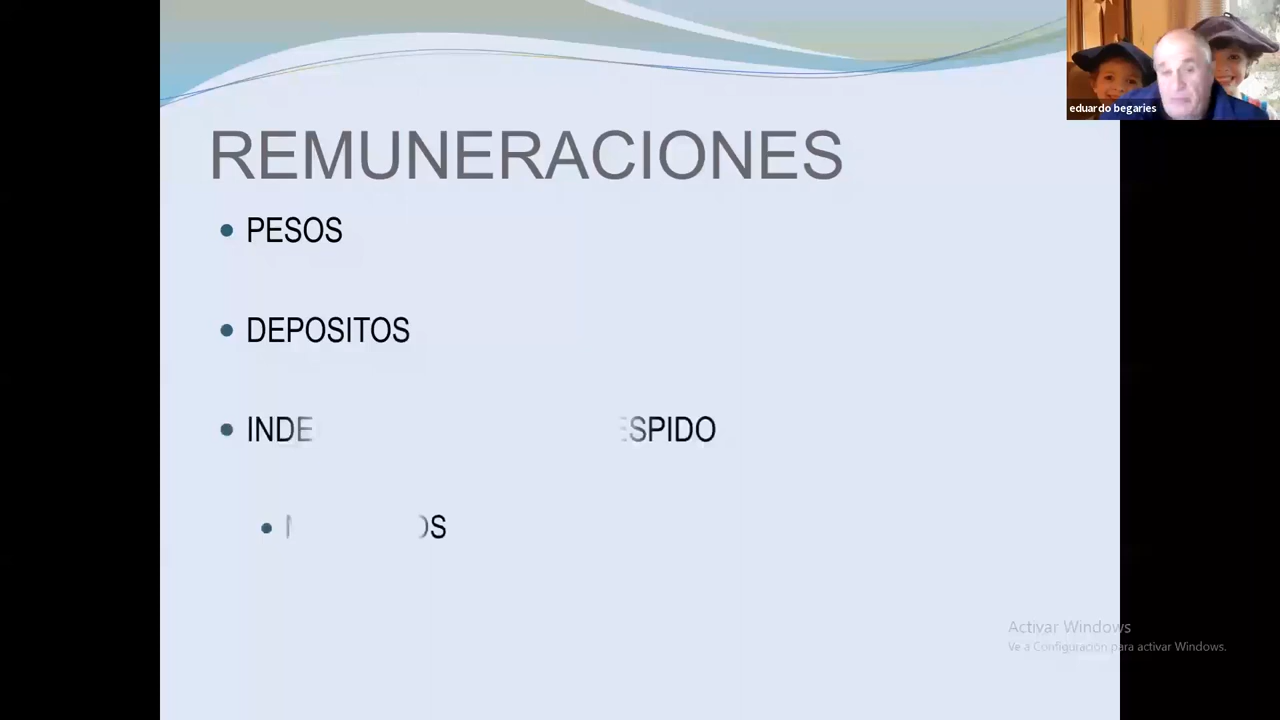 REMUNERACIONES
PESOS
DEPOSITOS
eduardo begaries
Activar Windows
Ve a Configuración para activar Windows.